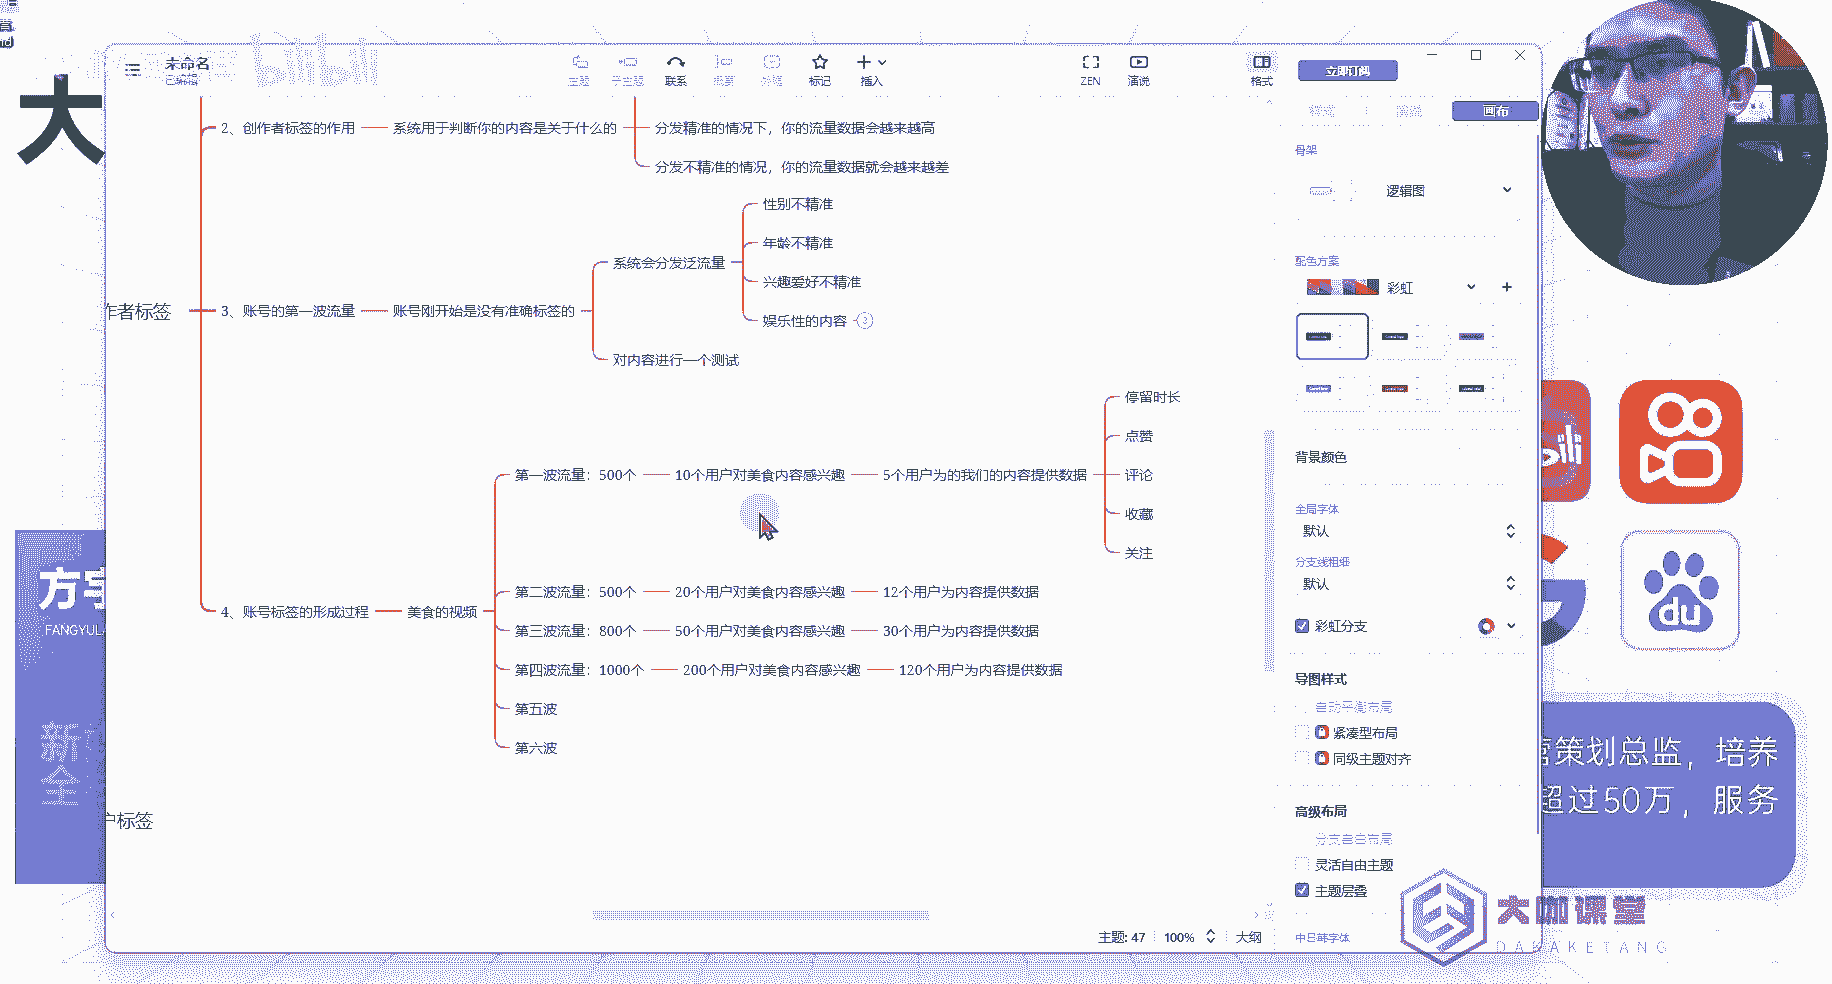 大
bilibili
未命名
已编辑
主题
子主题
联系
概要
外框
标记
插入
ZEN
演说
格式
立即订阅
画布
2、创作者标签的作用
系统用于判断你的内容是关于什么的
分发精准的情况下，你的流量数据会越来越高
分发不精准的情况，你的流量数据就会越来越差
作者标签
3、账号的第一波流量
账号刚开始是没有准确标签的
系统会分发泛流量
性别不精准
年龄不精准
兴趣爱好不精准
娱乐性的内容
对内容进行一个测试
4、账号标签的形成过程
美食的视频
第一波流量：500个
10个用户对美食内容感兴趣
5个用户为的我们的内容提供数据
停留时长
点赞
评论
收藏
关注
第二波流量：500个
20个用户对美食内容感兴趣
12个用户为内容提供数据
第三波流量：800个
50个用户对美食内容感兴趣
30个用户为内容提供数据
第四波流量：1000个
200个用户对美食内容感兴趣
120个用户为内容提供数据
第五波
第六波
户标签
骨架
逻辑图
配色方案
彩虹
背景颜色
全局字体
默认
分支线粗细
默认
彩虹分支
导图样式
自动平衡布局
紧凑型布局
同级主题对齐
高级布局
分支自由布局
灵活自由主题
主题层叠
中日韩字体
主题: 47
100%
大纲
方宇
FANGYUL
新
全
du
营策划总监，培养
超过50万，服务
大咖课堂
DAKAKETANG